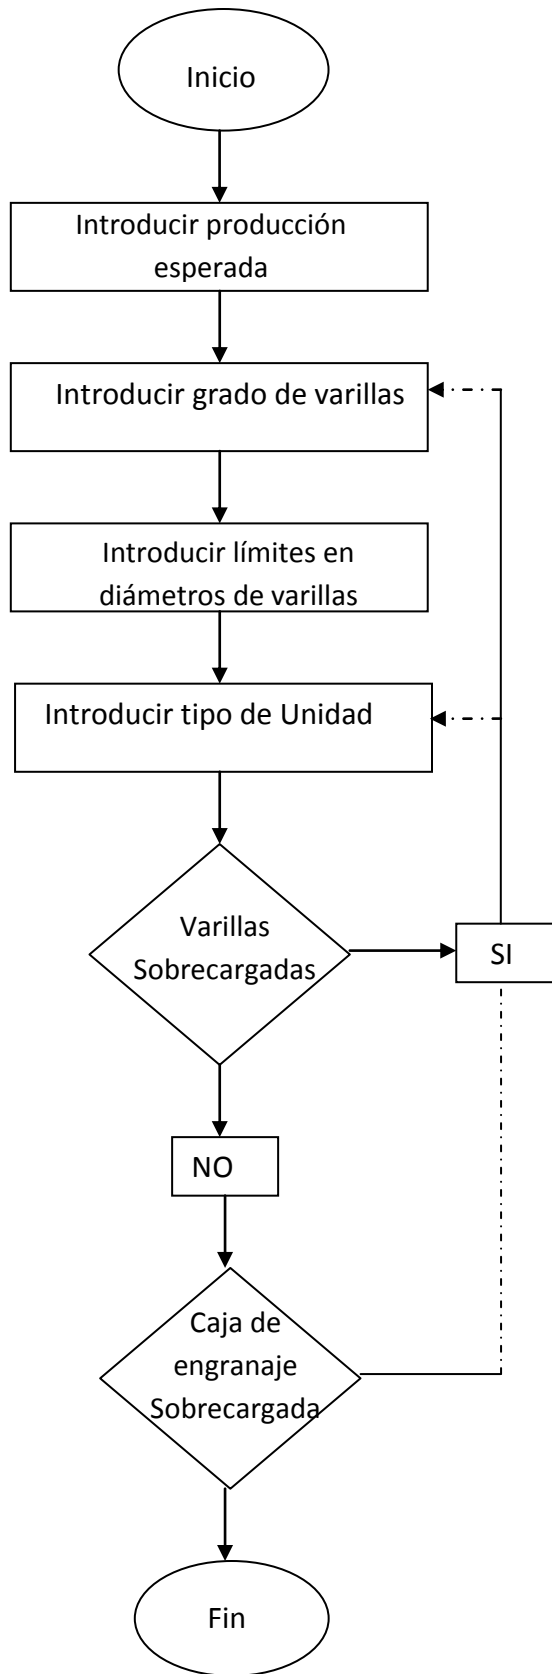 Inicio
Introducir producción
esperada
Introducir grado de varillas
Introducir límites en
diámetros de varillas
Introducir tipo de Unidad
Varillas
Sobrecargadas
SI
NO
Caja de
engranaje
Sobrecargada
Fin